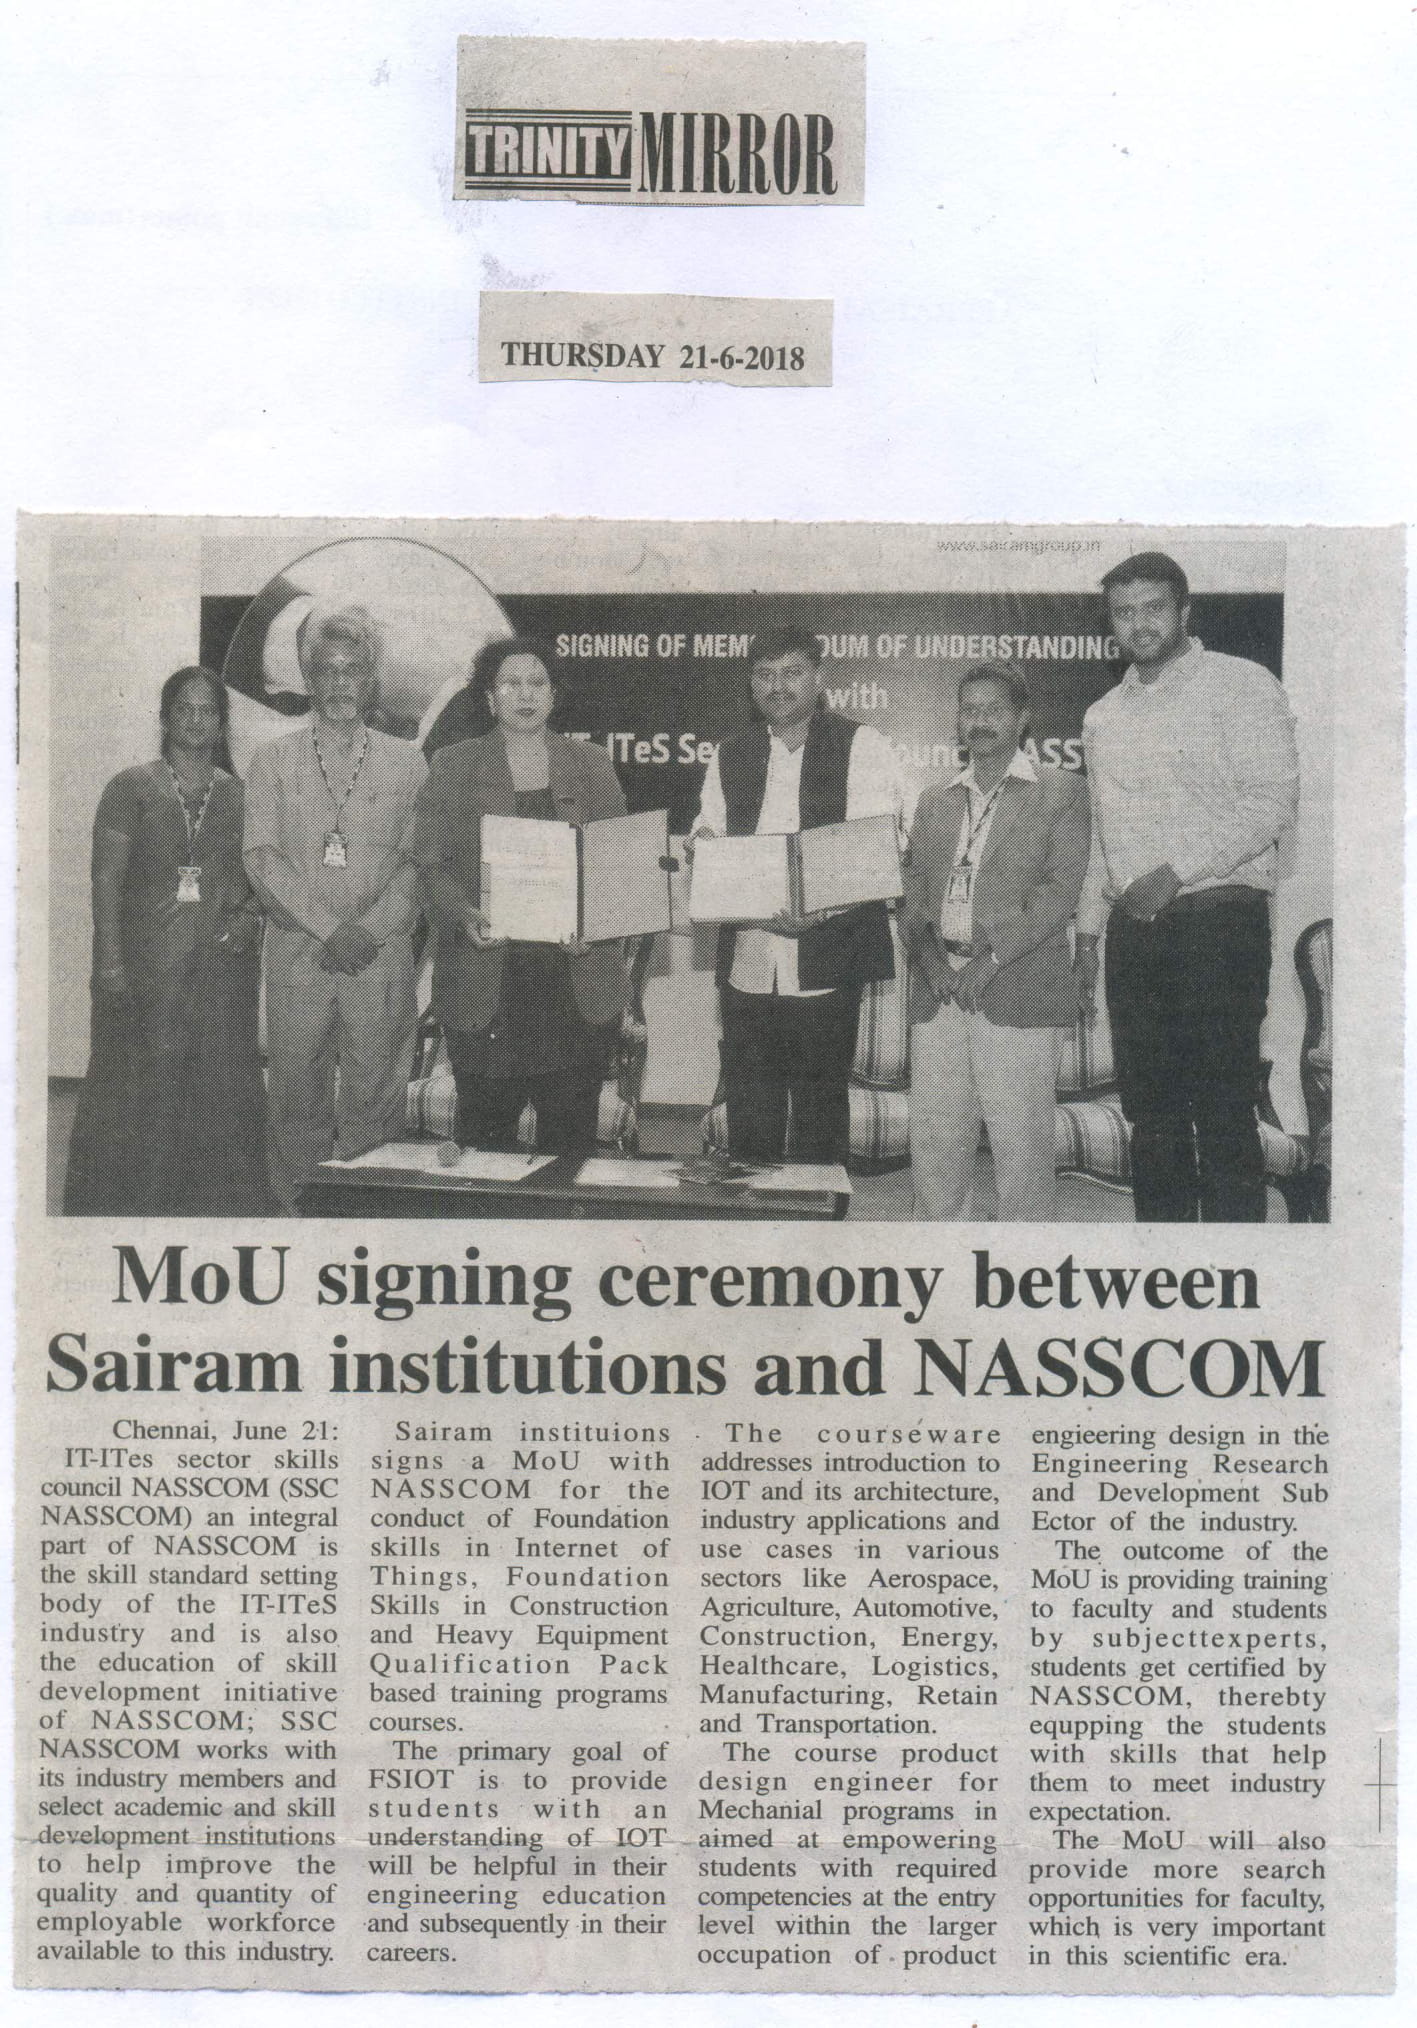 TRINITY MIRROR
THURSDAY 21-6-2018
www.sairamgroup.in
SIGNING OF MEM DUM OF UNDERSTANDING
with
IT-ITeS Se ounc ASS
MoU signing ceremony between
Sairam institutions and NASSCOM
Chennai, June 21:
IT-ITes sector skills
council NASSCOM (SSC
NASSCOM) an integral
part of NASSCOM is
the skill standard setting
body of the IT-ITeS
industry and is also
the education of skill
development initiative
of NASSCOM; SSC
NASSCOM works with
its industry members and
select academic and skill
development institutions
to help improve the
quality and quantity of
employable workforce
available to this industry.
Sairam instituions
signs a MoU with
NASSCOM for the
conduct of Foundation
skills in Internet of
Things, Foundation
Skills in Construction
and Heavy Equipment
Qualification Pack
based training programs
courses.
The primary goal of
FSIOT is to provide
students with an
understanding of IOT
will be helpful in their
engineering education
and subsequently in their
careers.
The courseware
addresses introduction to
IOT and its architecture,
industry applications and
use cases in various
sectors like Aerospace,
Agriculture, Automotive,
Construction, Energy,
Healthcare, Logistics,
Manufacturing, Retain
and Transportation.
The course product
design engineer for
Mechanial programs in
aimed at empowering
students with required
competencies at the entry
level within the larger
occupation of product
engieering design in the
Engineering Research
and Development Sub
Ector of the industry.
The outcome of the
MoU is providing training
to faculty and students
by subjecttexperts,
students get certified by
NASSCOM, therebty
equpping the students
with skills that help
them to meet industry
expectation.
The MoU will also
provide more search
opportunities for faculty,
which is very important
in this scientific era.